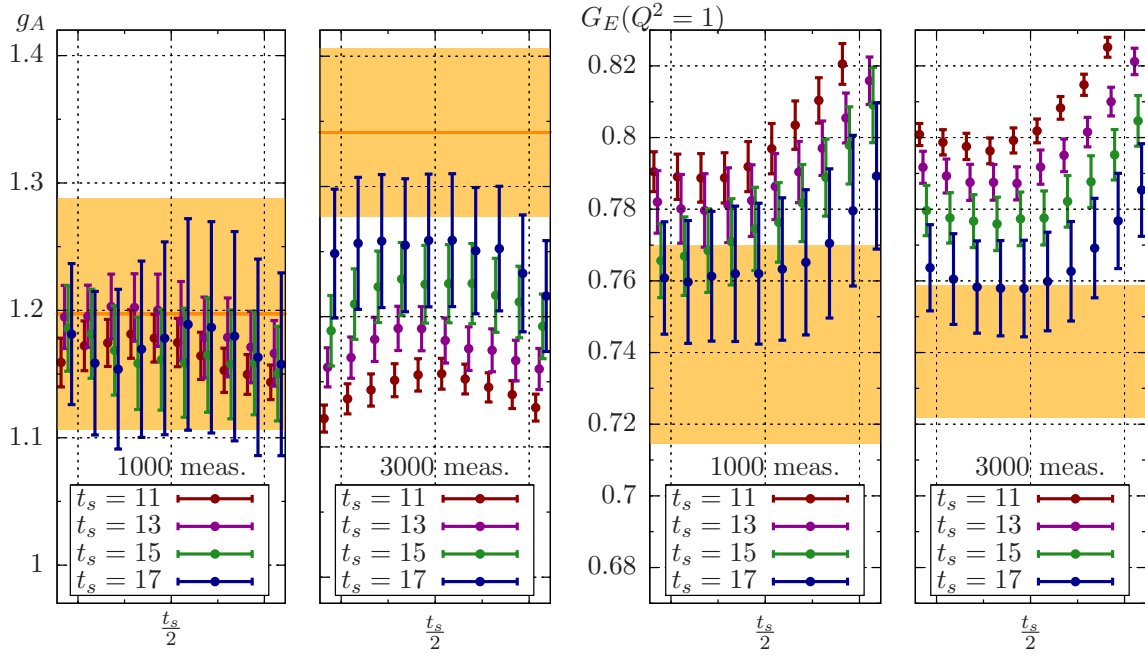 g_A
G_E(Q^2 = 1)
1.4
1.3
1.2
1.1
1
0.82
0.8
0.78
0.76
0.74
0.72
0.7
0.68
1000 meas.
t_s = 11
t_s = 13
t_s = 15
t_s = 17
t_s/2
3000 meas.
t_s = 11
t_s = 13
t_s = 15
t_s = 17
t_s/2
1000 meas.
t_s = 11
t_s = 13
t_s = 15
t_s = 17
t_s/2
3000 meas.
t_s = 11
t_s = 13
t_s = 15
t_s = 17
t_s/2